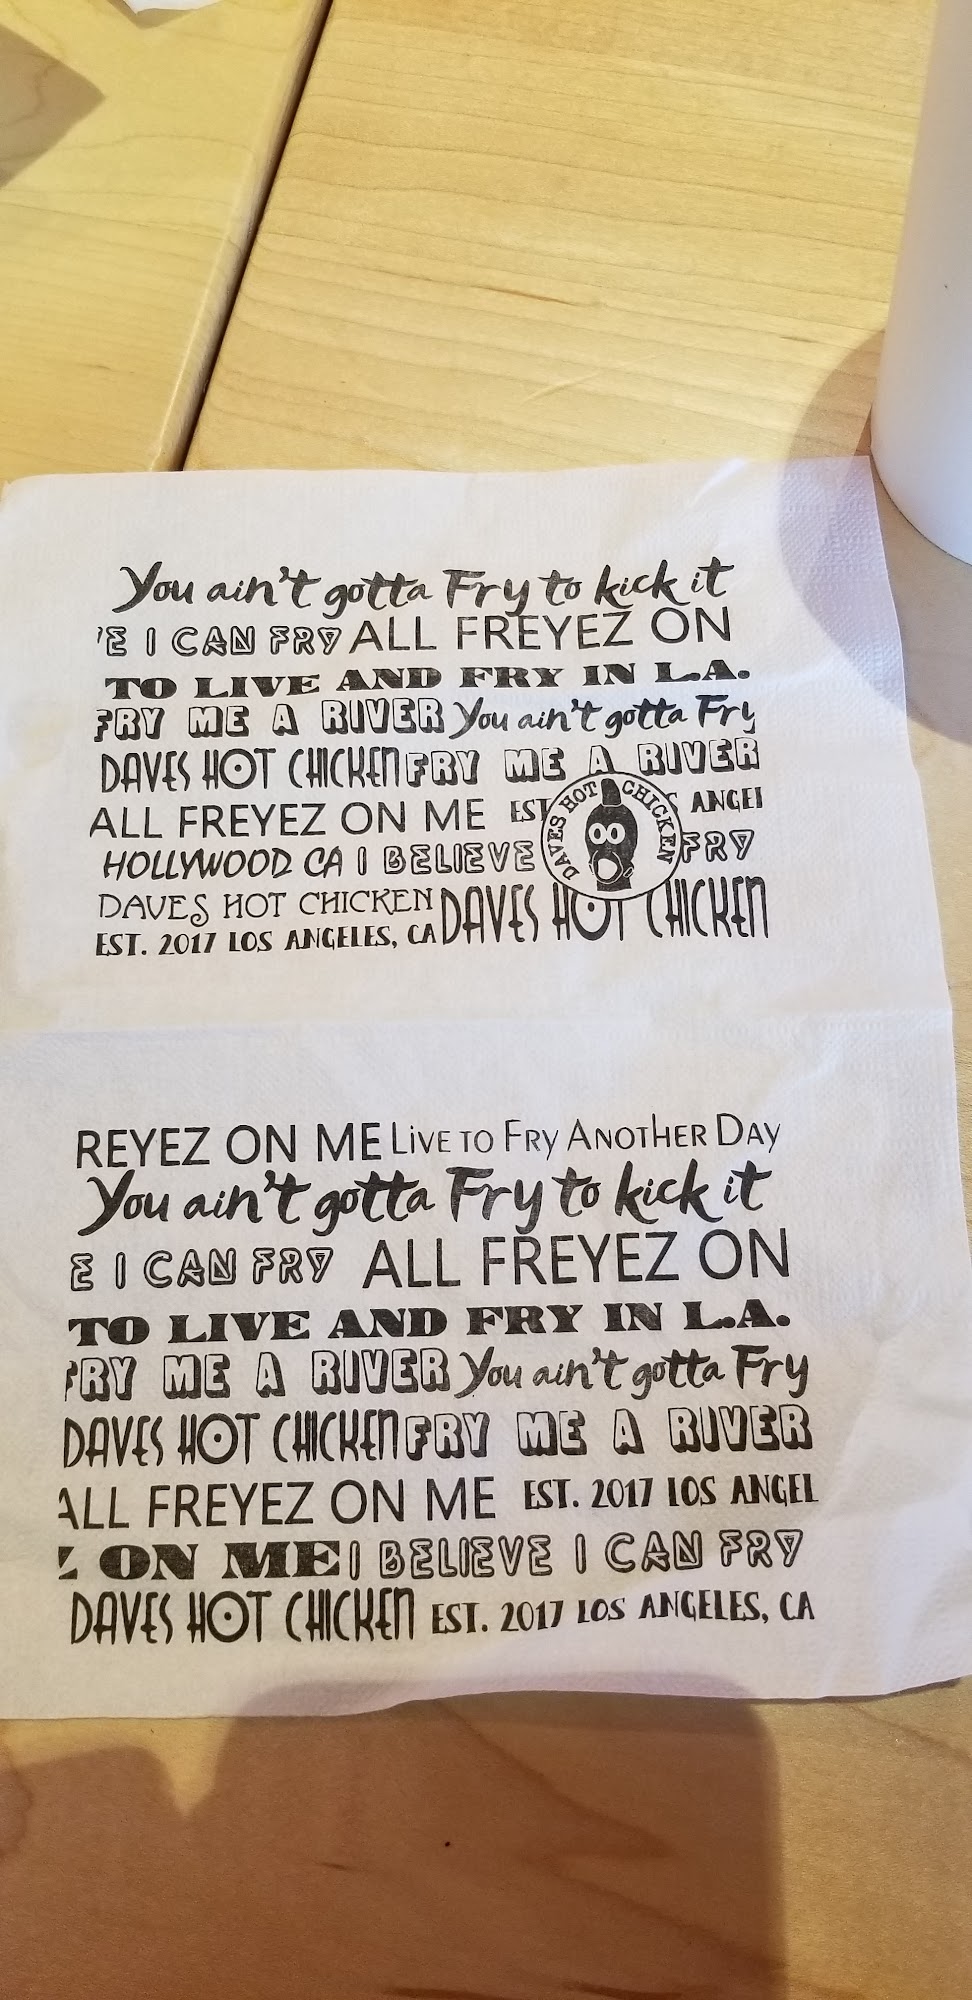 You ain't gotta Fry to kick it
'E I CAN FRY ALL FREYEZ ON
TO LIVE AND FRY IN L.A.
FRY ME A RIVER You ain't gotta Fry
DAVES HOT CHICKEN FRY ME A RIVER
ALL FREYEZ ON ME EST S ANGEL
DAVES HOT CHICKEN
HOLLYWOOD CA I BELIEVE FRY
DAVES HOT CHICKEN DAVES HOT CHICKEN
EST. 2017 LOS ANGELES, CA
REYEZ ON ME LIVE TO FRY ANOTHER DAY
You ain't gotta Fry to kick it
E I CAN FRY ALL FREYEZ ON
TO LIVE AND FRY IN L.A.
FRY ME A RIVER You ain't gotta Fry
DAVES HOT CHICKEN FRY ME A RIVER
ALL FREYEZ ON ME EST. 2017 LOS ANGEL
Z ON ME I BELIEVE I CAN FRY
DAVES HOT CHICKEN EST. 2017 LOS ANGELES, CA